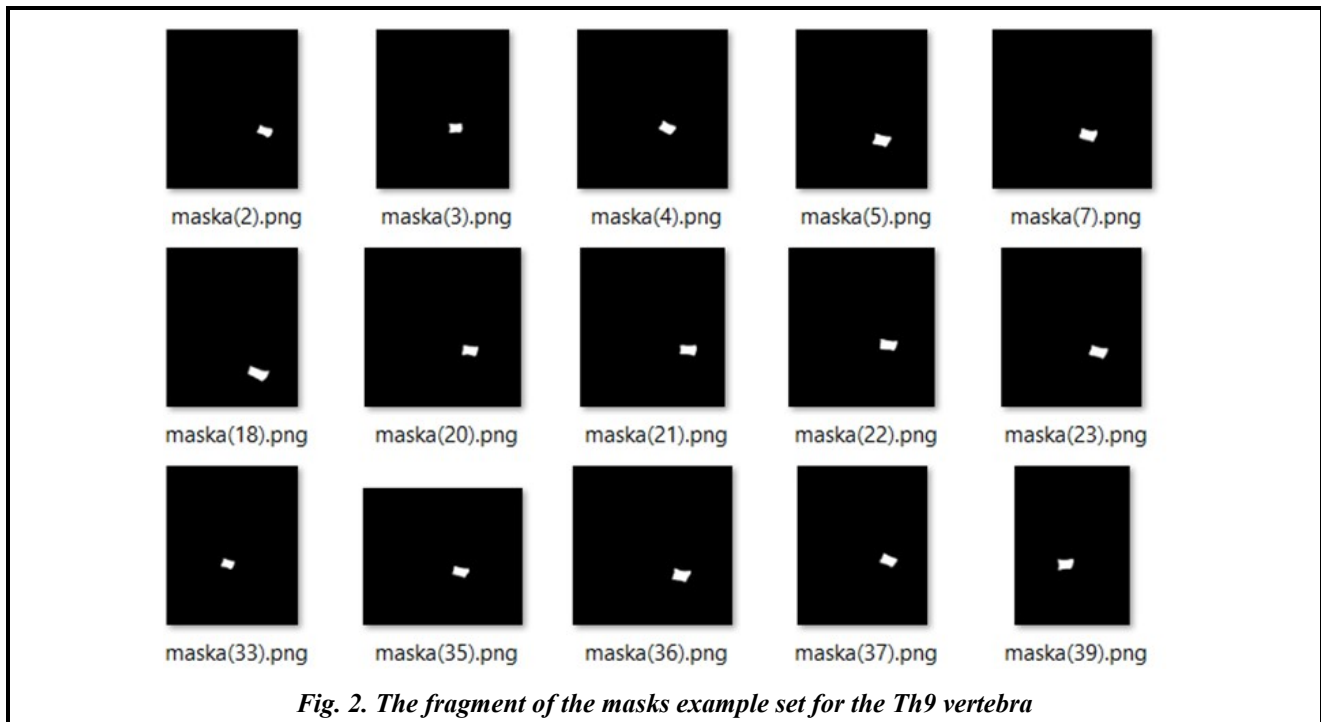 maska(2).png maska(3).png maska(4).png maska(5).png maska(7).png
maska(18).png maska(20).png maska(21).png maska(22).png maska(23).png
maska(33).png maska(35).png maska(36).png maska(37).png maska(39).png
Fig. 2. The fragment of the masks example set for the Th9 vertebra